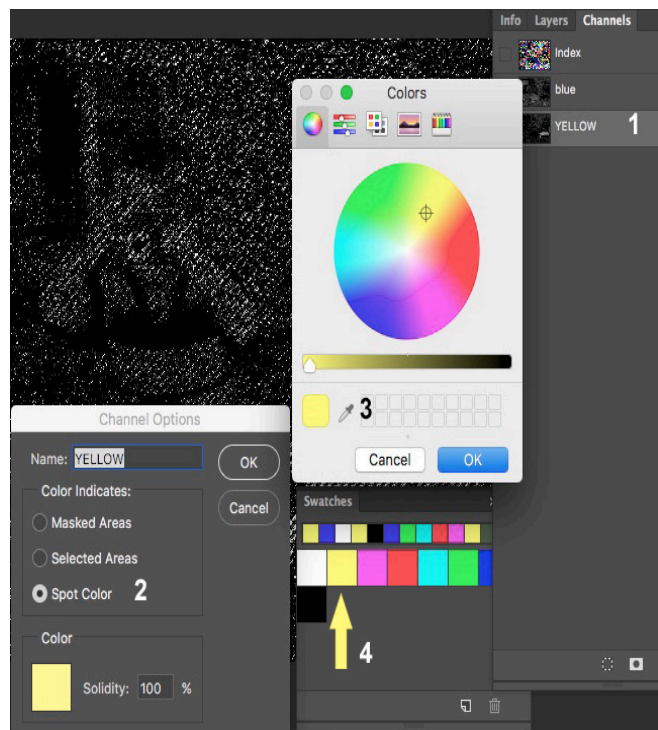 Info Layers Channels
Index
blue
YELLOW 1
Colors
3
Cancel OK
Channel Options
Name: YELLOW OK
Color Indicates: Cancel
Masked Areas
Selected Areas
Spot Color 2
Color
Solidity: 100 %
Swatches
4